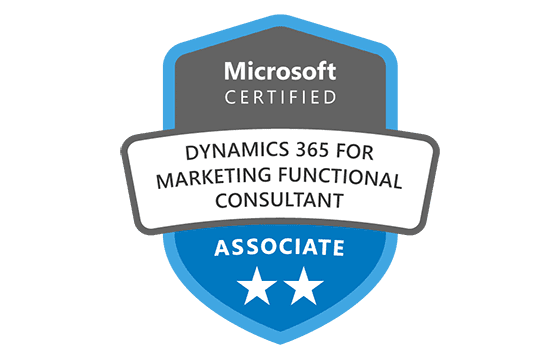 Microsoft
CERTIFIED
DYNAMICS 365 FOR
MARKETING FUNCTIONAL
CONSULTANT
ASSOCIATE